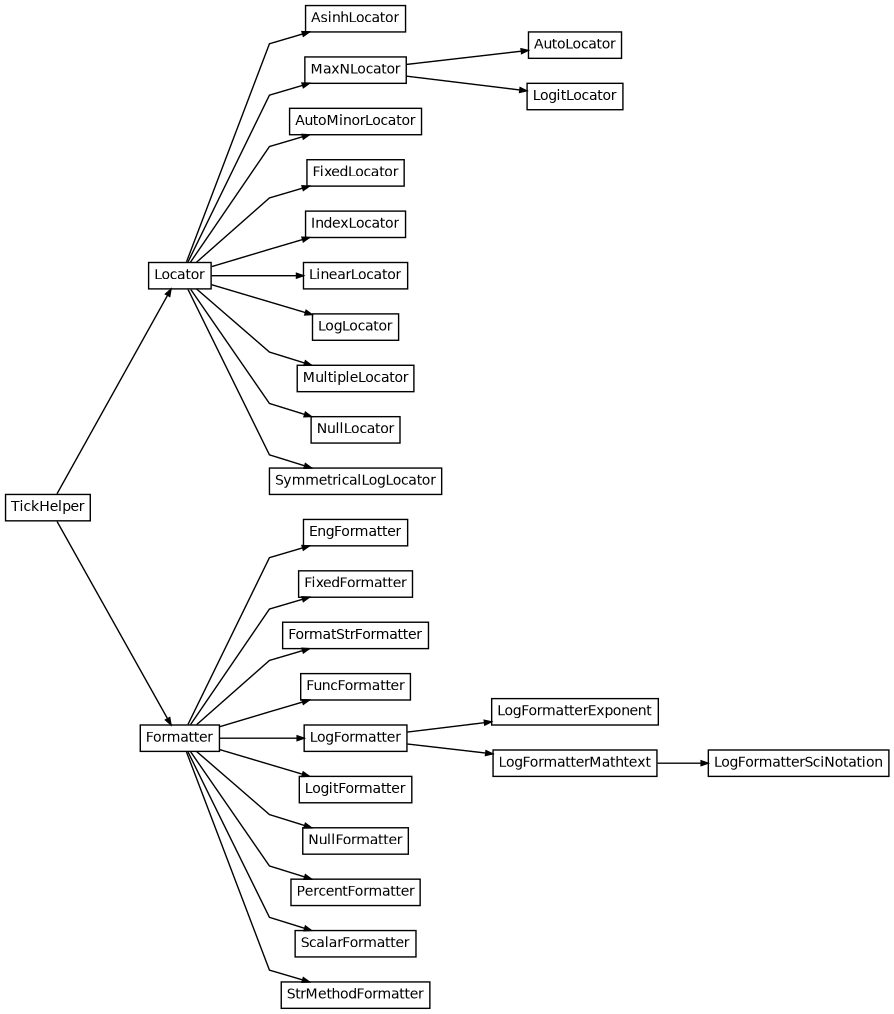 AsinhLocator
AutoLocator
MaxNLocator
LogitLocator
AutoMinorLocator
FixedLocator
IndexLocator
Locator
LinearLocator
LogLocator
MultipleLocator
NullLocator
SymmetricalLogLocator
TickHelper
EngFormatter
FixedFormatter
FormatStrFormatter
FuncFormatter
LogFormatterExponent
Formatter
LogFormatter
LogFormatterMathtext
LogFormatterSciNotation
LogitFormatter
NullFormatter
PercentFormatter
ScalarFormatter
StrMethodFormatter